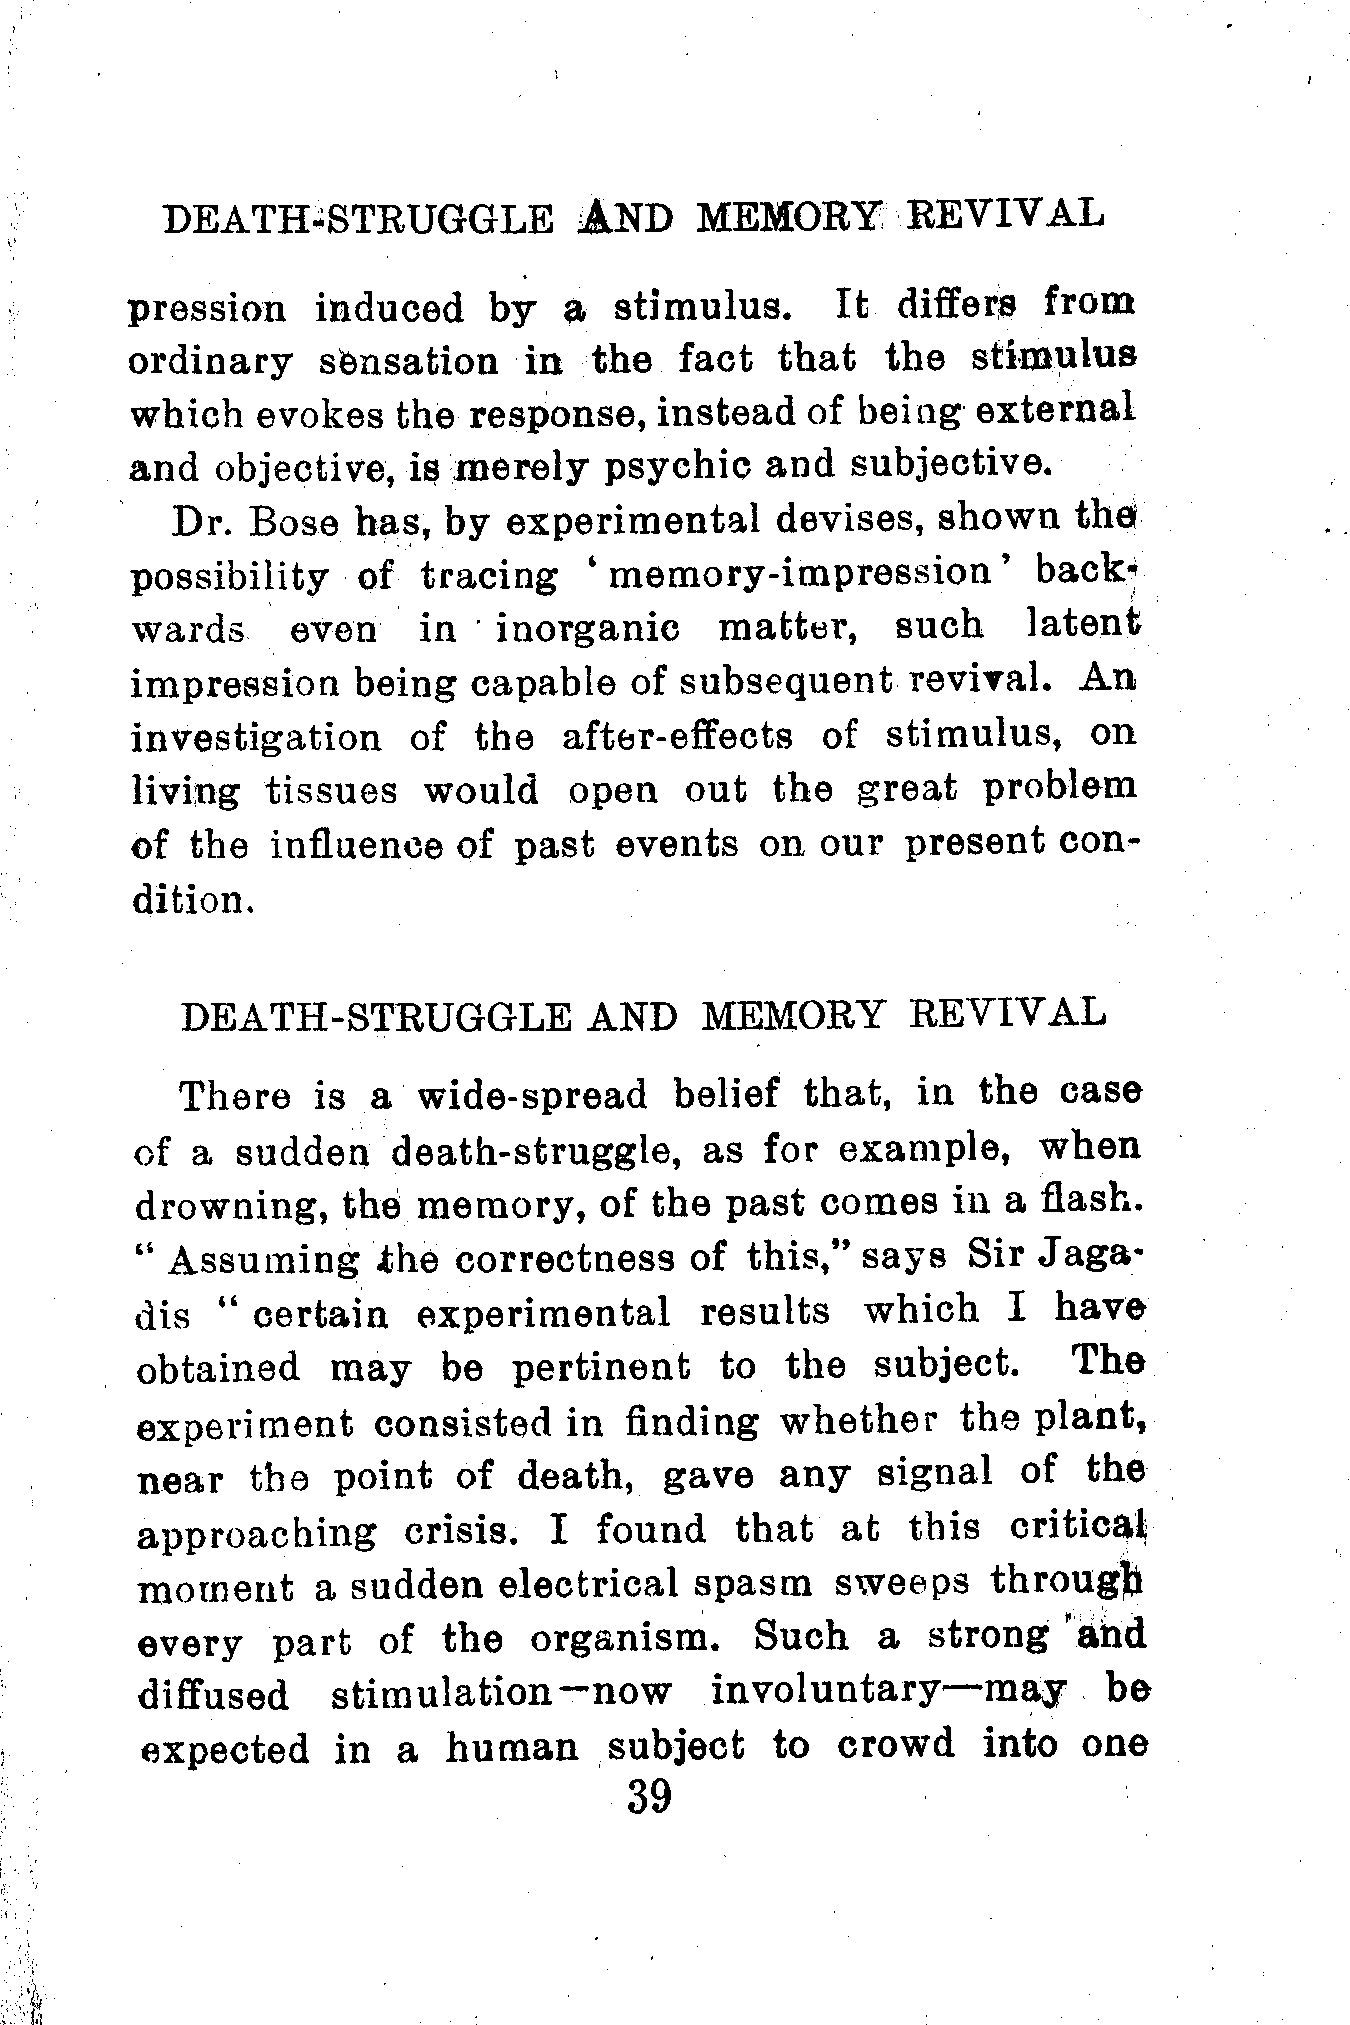 DEATH-STRUGGLE AND MEMORY REVIVAL
pression induced by a stimulus. It differs from
ordinary sensation in the fact that the stimulus
which evokes the response, instead of being external
and objective, is merely psychic and subjective.
Dr. Bose has, by experimental devises, shown the
possibility of tracing ‘ memory-impression ’ back-
wards even in inorganic matter, such latent
impression being capable of subsequent revival. An
investigation of the after-effects of stimulus, on
living tissues would open out the great problem
of the influence of past events on our present con-
dition.
DEATH-STRUGGLE AND MEMORY REVIVAL
There is a wide-spread belief that, in the case
of a sudden death-struggle, as for example, when
drowning, the memory, of the past comes in a flash.
“ Assuming the correctness of this,” says Sir Jaga-
dis “ certain experimental results which I have
obtained may be pertinent to the subject. The
experiment consisted in finding whether the plant,
near the point of death, gave any signal of the
approaching crisis. I found that at this critical
moment a sudden electrical spasm sweeps through
every part of the organism. Such a strong and
diffused stimulation—now involuntary—may be
expected in a human subject to crowd into one
39